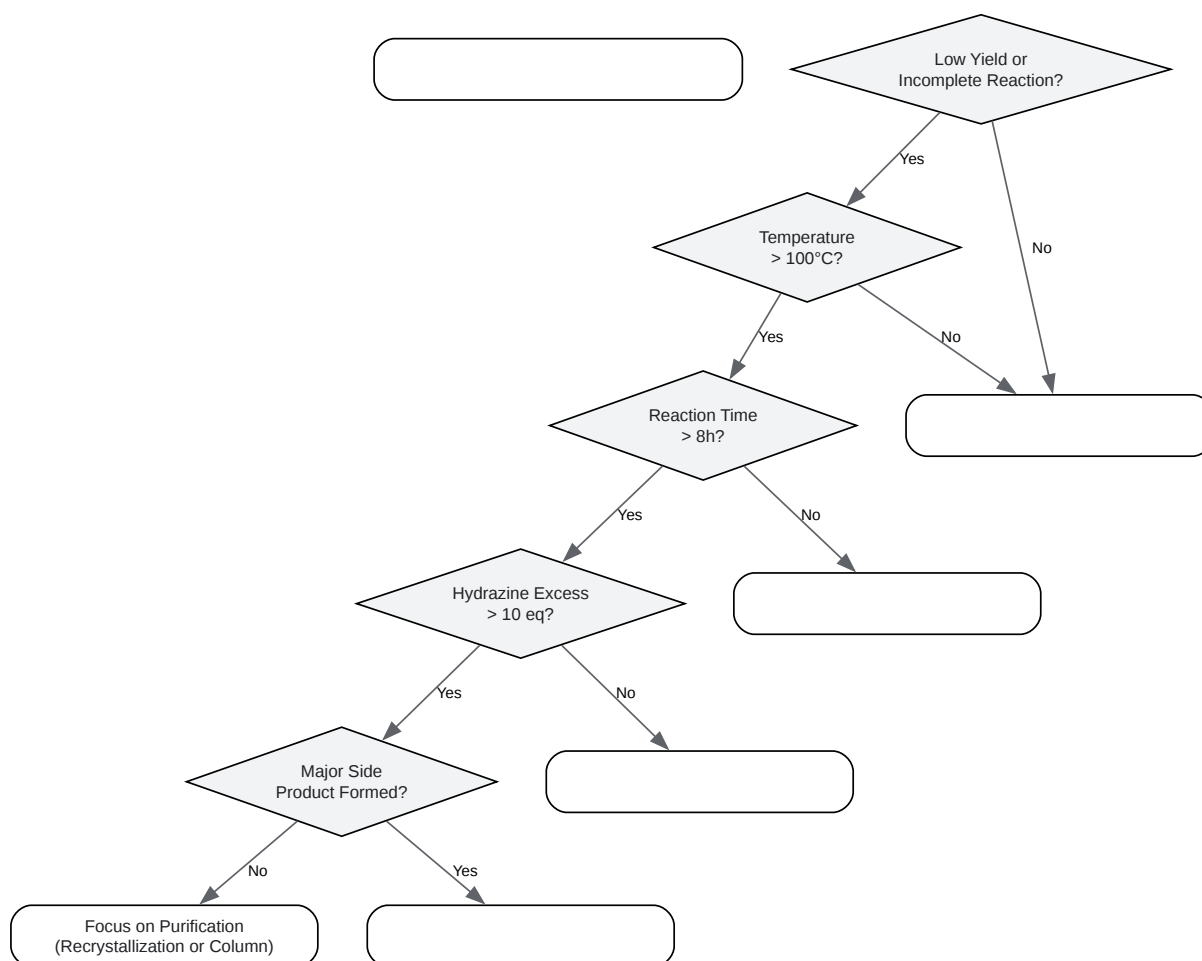 Low Yield or
Incomplete Reaction?
Yes
No
Temperature
> 100°C?
Yes
No
Reaction Time
> 8h?
Yes
No
Hydrazine Excess
> 10 eq?
Yes
No
Major Side
Product Formed?
No
Yes
Focus on Purification
(Recrystallization or Column)